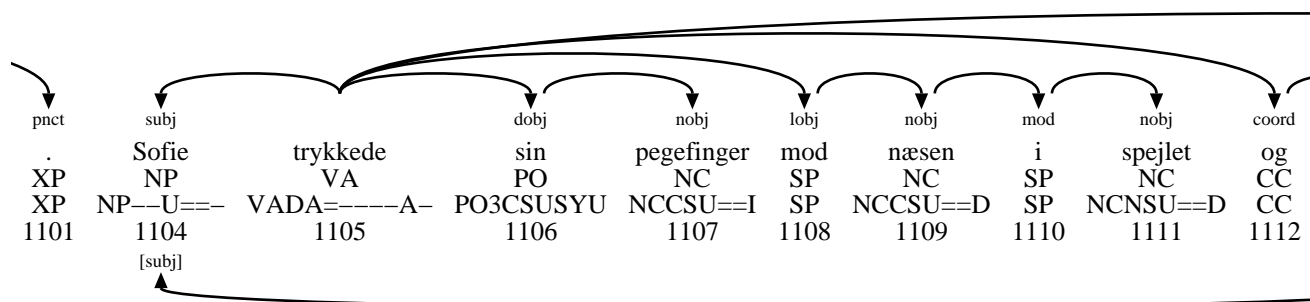 pnct subj dobj nobj lobj nobj mod nobj coord
. Sofie trykkede sin pegefinger mod næsen i spejlet og
XP NP VA PO NC SP NC SP NC CC
XP NP−−U==− VADA=−−−−A− PO3CSUSYU NCCSU==I SP NCCSU==D SP NCNSU==D CC
1101 1104 1105 1106 1107 1108 1109 1110 1111 1112
[subj]